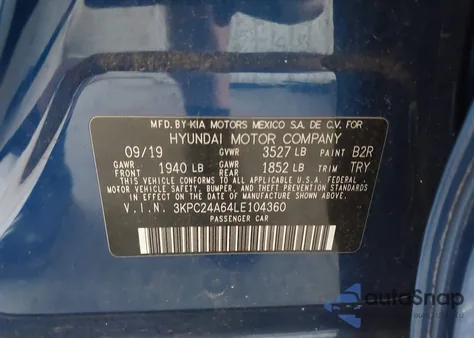 MFD. BY KIA MOTORS MEXICO S.A. DE C.V. FOR
HYUNDAI MOTOR COMPANY
09/19 GVWR 3527 LB PAINT B2R
GAWR FRONT 1940 LB GAWR REAR 1852 LB TRIM TRY
THIS VEHICLE CONFORMS TO ALL APPLICABLE U.S. FEDERAL
MOTOR VEHICLE SAFETY, BUMPER, AND THEFT PREVENTION
STANDARDS IN EFFECT ON THE DATE OF MANUFACTURE SHOWN ABOVE.
V.I.N. 3KPC24A64LE104360
PASSENGER CAR
autoSnap